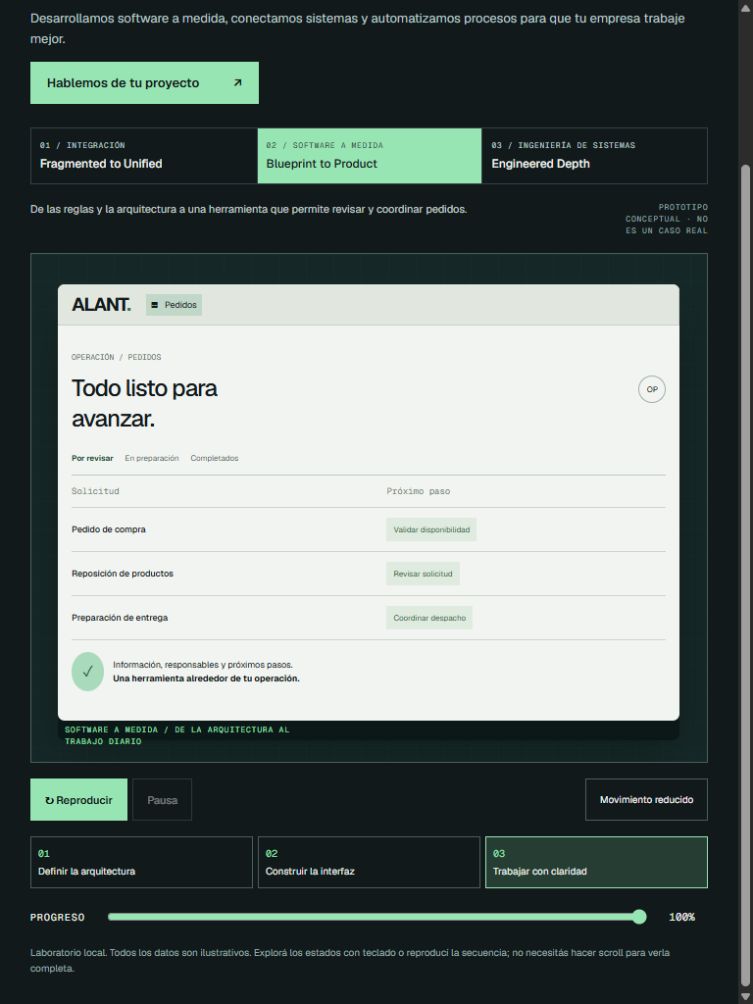 Desarrollamos software a medida, conectamos sistemas y automatizamos procesos para que tu empresa trabaje
mejor.
Hablemos de tu proyecto ↗
01 / INTEGRACIÓN
Fragmented to Unified
02 / SOFTWARE A MEDIDA
Blueprint to Product
03 / INGENIERÍA DE SISTEMAS
Engineered Depth
De las reglas y la arquitectura a una herramienta que permite revisar y coordinar pedidos.
PROTOTIPO
CONCEPTUAL · NO
ES UN CASO REAL
ALANT.
Pedidos
OPERACIÓN / PEDIDOS
Todo listo para
avanzar.
OP
Por revisar En preparación Completados
Solicitud Próximo paso
Pedido de compra Validar disponibilidad
Reposición de productos Revisar solicitud
Preparación de entrega Coordinar despacho
✓
Información, responsables y próximos pasos.
Una herramienta alrededor de tu operación.
SOFTWARE A MEDIDA / DE LA ARQUITECTURA AL
TRABAJO DIARIO
↻ Reproducir Pausa Movimiento reducido
01
Definir la arquitectura
02
Construir la interfaz
03
Trabajar con claridad
PROGRESO 100%
Laboratorio local. Todos los datos son ilustrativos. Explorá los estados con teclado o reproducí la secuencia; no necesitás hacer scroll para verla
completa.